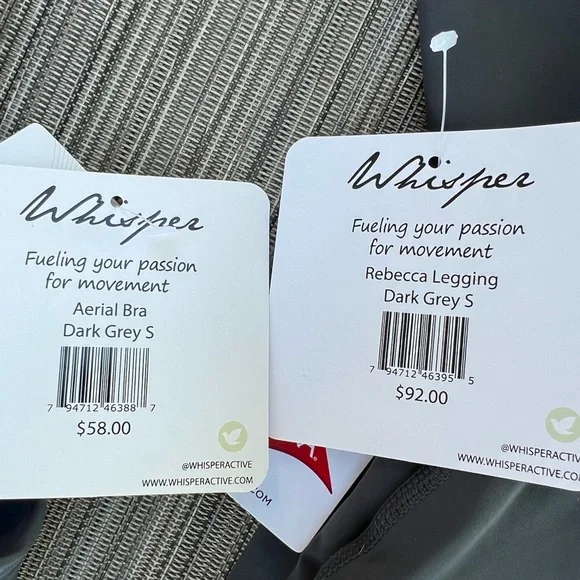 Whisper
Fueling your passion
for movement
Aerial Bra
Dark Grey S
7 94712 46388 7
$58.00
@WHISPERACTIVE
WWW.WHISPERACTIVE.COM
Whisper
Fueling your passion
for movement
Rebecca Legging
Dark Grey S
7 94712 46395 5
$92.00
@WHISPERACTIV
WWW.WHISPERACTIVE.
.COM